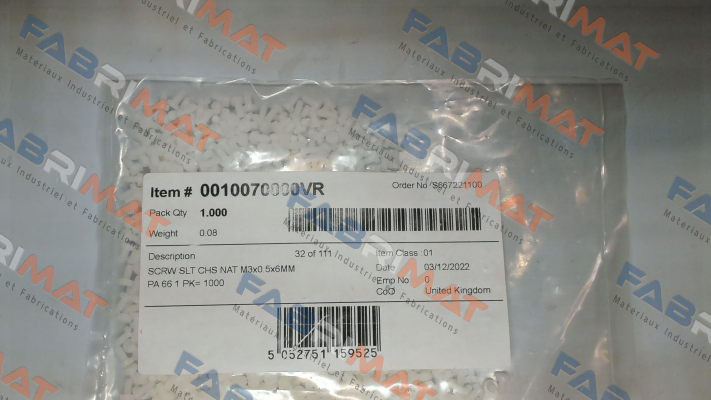 Item # 0010070000VR
Order No S667221100
Pack Qty 1.000
Weight 0.08
Description 32 of 111 Item Class 01
SCRW SLT CHS NAT M3x0.5x6MM Date 03/12/2022
PA 66 1 PK= 1000 Emp No 0
CoO United Kingdom
5 052751 159525
FABRIMAT
Materiaux Industriel et Fabrications